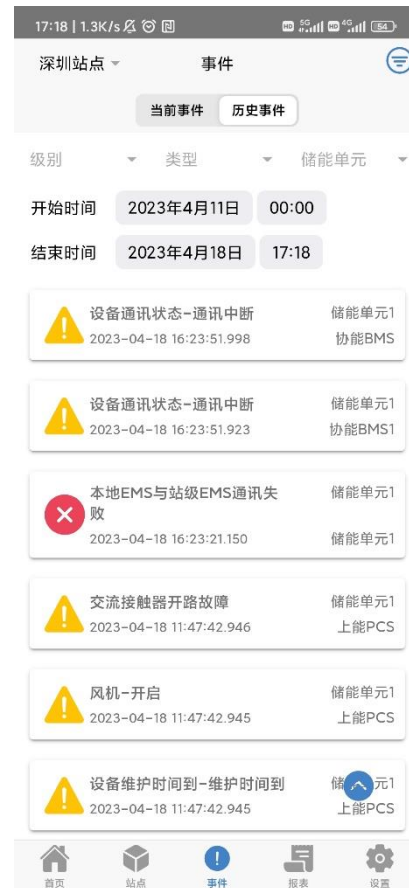 17:18 | 1.3K/s HD 5G HD 4G 54
深圳站点 事件
当前事件 历史事件
级别 类型 储能单元
开始时间 2023年4月11日 00:00
结束时间 2023年4月18日 17:18
设备通讯状态-通讯中断 储能单元1
2023-04-18 16:23:51.998 协能BMS
设备通讯状态-通讯中断 储能单元1
2023-04-18 16:23:51.923 协能BMS1
本地EMS与站级EMS通讯失 储能单元1
败
2023-04-18 16:23:21.150 储能单元1
交流接触器开路故障 储能单元1
2023-04-18 11:47:42.946 上能PCS
风机-开启 储能单元1
2023-04-18 11:47:42.945 上能PCS
设备维护时间到-维护时间到 储 元1
2023-04-18 11:47:42.945 上能PCS
首页 站点 事件 报表 设置